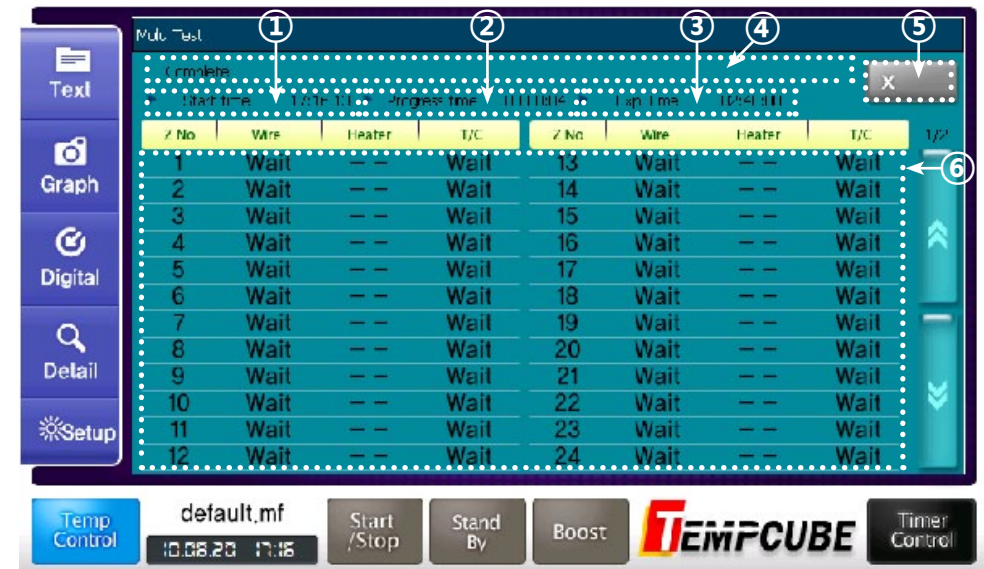 ① ② ③ ④ ⑤
Text
Graph
Digital
Detail
Setup
Complete
X
Start time
Progress time
Z No Wire Heater T/C Z No Wire Heater T/C 1/2
1 Wait -- Wait 13 Wait -- Wait ⑥
2 Wait -- Wait 14 Wait -- Wait
3 Wait -- Wait 15 Wait -- Wait
4 Wait -- Wait 16 Wait -- Wait
5 Wait -- Wait 17 Wait -- Wait
6 Wait -- Wait 18 Wait -- Wait
7 Wait -- Wait 19 Wait -- Wait
8 Wait -- Wait 20 Wait -- Wait
9 Wait -- Wait 21 Wait -- Wait
10 Wait -- Wait 22 Wait -- Wait
11 Wait -- Wait 23 Wait -- Wait
12 Wait -- Wait 24 Wait -- Wait
Temp
Control
default.mf
10.08.20 17:16
Start
/Stop
Stand
By
Boost
TEMPCUBE
Timer
Control